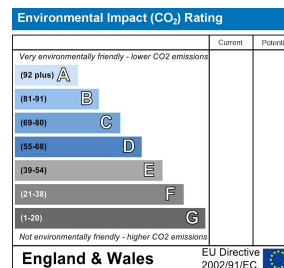 Environmental Impact (CO₂) Rating
Current Potenti
Very environmentally friendly - lower CO2 emissions
(92 plus) A
(81-91) B
(69-80) C
(55-68) D
(39-54) E
(21-38) F
(1-20) G
Not environmentally friendly - higher CO2 emissions
England & Wales
EU Directive
2002/91/EC